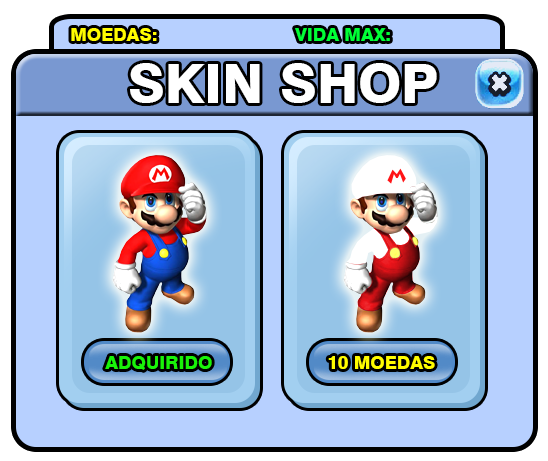 MOEDAS: VIDA MAX:
SKIN SHOP
M M
ADQUIRIDO 10 MOEDAS